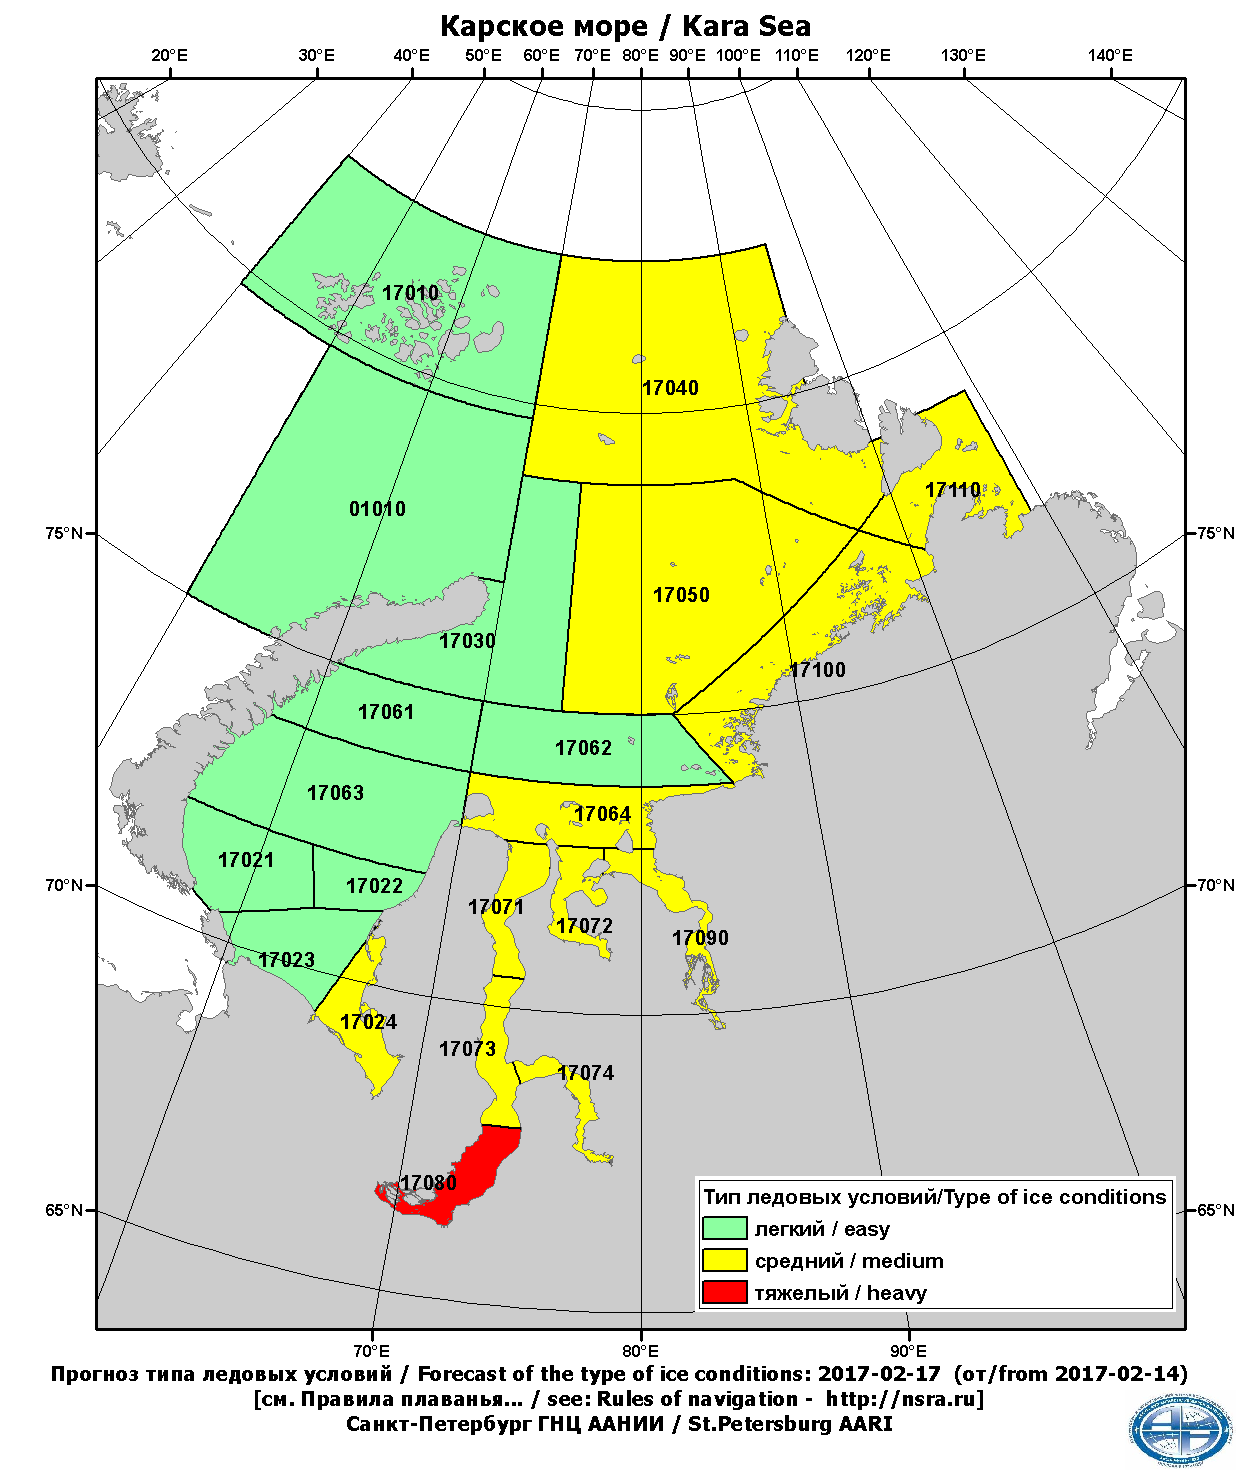 Карское море / Kara Sea
20°E 30°E 40°E 50°E 60°E 70°E 80°E 90°E 100°E 110°E 120°E 130°E 140°E
17010
17040
17110
01010
75°N 75°N
17050
17030
17100
17061
17062
17063
17064
17021
17022
70°N 70°N
17071
17072
17090
17023
17024
17073
17074
17080
65°N 65°N
Тип ледовых условий/Type of ice conditions
легкий / easy
средний / medium
тяжелый / heavy
70°E 80°E 90°E
Прогноз типа ледовых условий / Forecast of the type of ice conditions: 2017-02-17 (от/from 2017-02-14)
[см. Правила плаванья... / see: Rules of navigation - http://nsra.ru]
Санкт-Петербург ГНЦ ААНИИ / St.Petersburg AARI